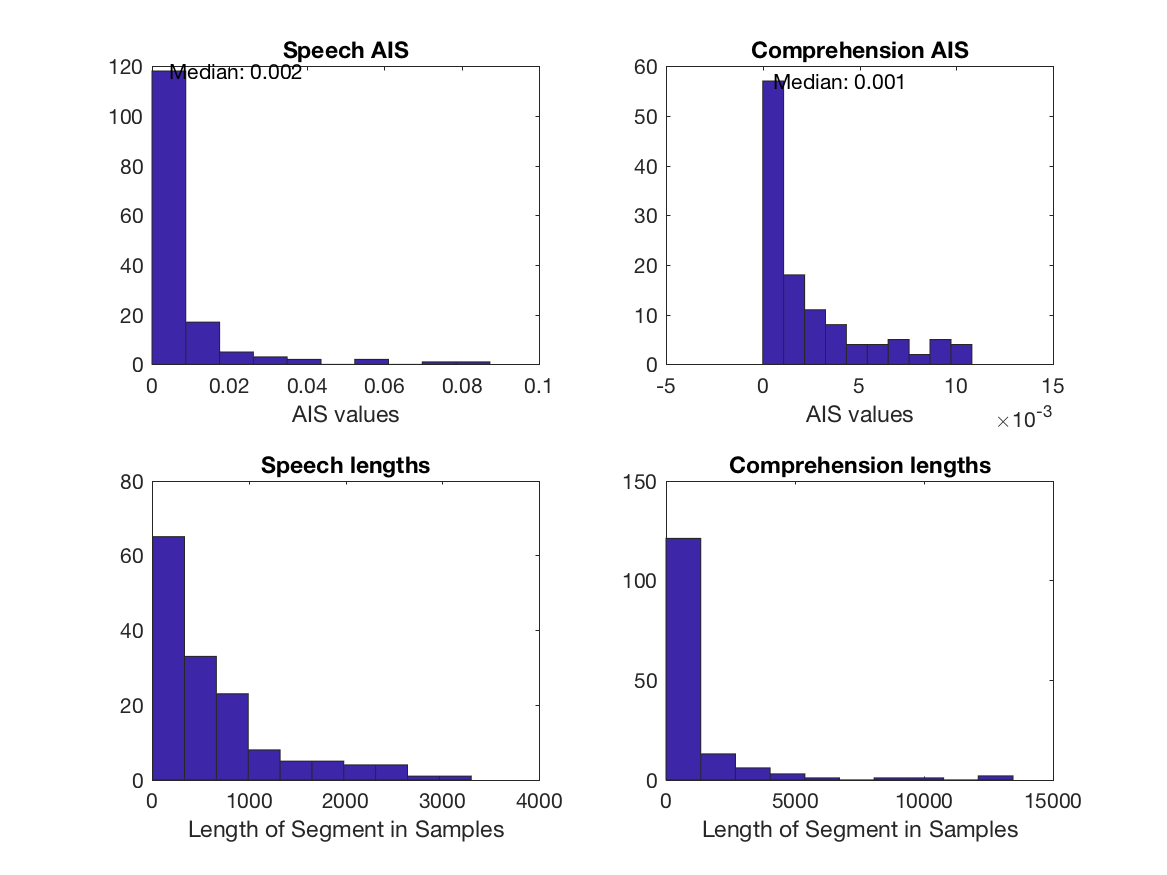 Speech AIS
Median: 0.002
120
100
80
60
40
20
0
0 0.02 0.04 0.06 0.08 0.1
AIS values
Comprehension AIS
Median: 0.001
60
50
40
30
20
10
0
-5 0 5 10 15
AIS values
×10-3
Speech lengths
80
60
40
20
0
0 1000 2000 3000 4000
Length of Segment in Samples
Comprehension lengths
150
100
50
0
0 5000 10000 15000
Length of Segment in Samples